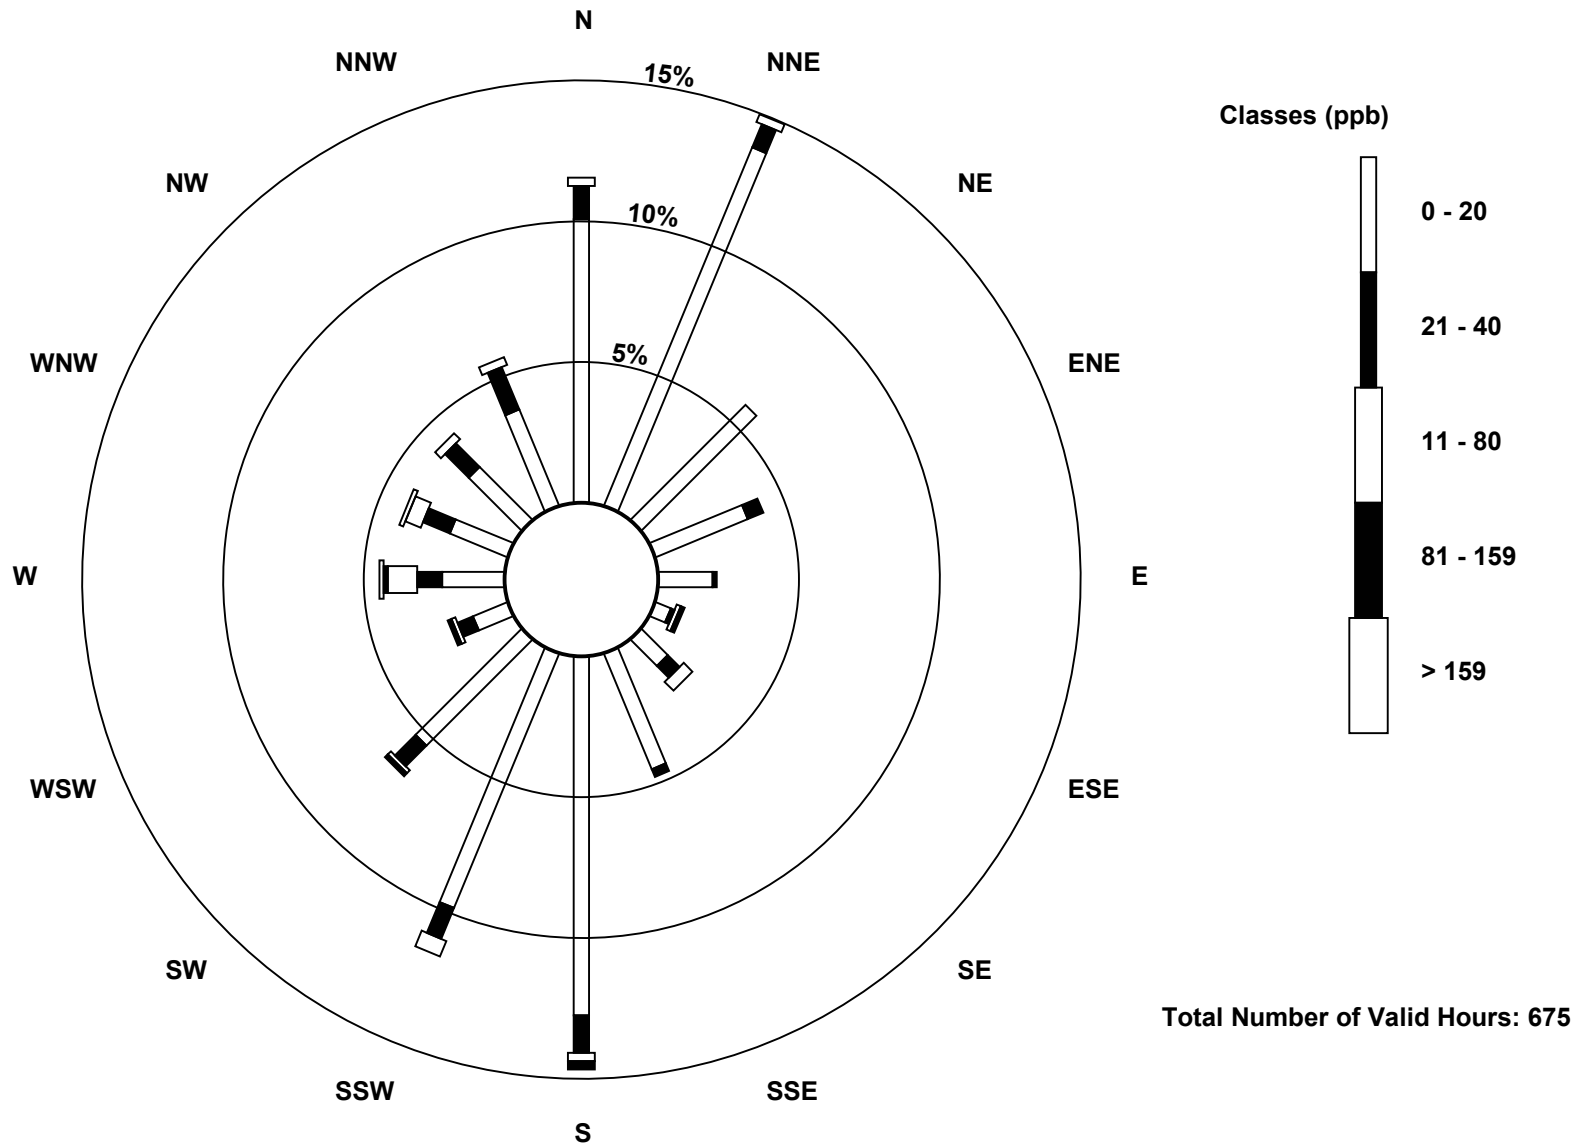 N
NNW
NNE
15%
Classes (ppb)
NW
NE
0 - 20
10%
21 - 40
5%
WNW
ENE
11 - 80
81 - 159
W
E
> 159
WSW
ESE
SW
SE
Total Number of Valid Hours: 675
SSW
SSE
S